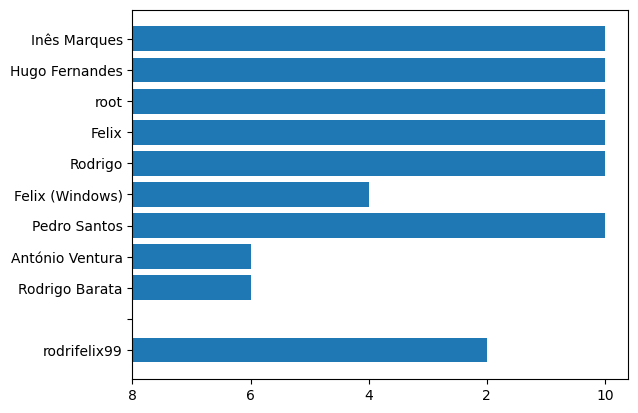 Inês Marques
Hugo Fernandes
root
Felix
Rodrigo
Felix (Windows)
Pedro Santos
António Ventura
Rodrigo Barata
rodrifelix99
8 6 4 2 10